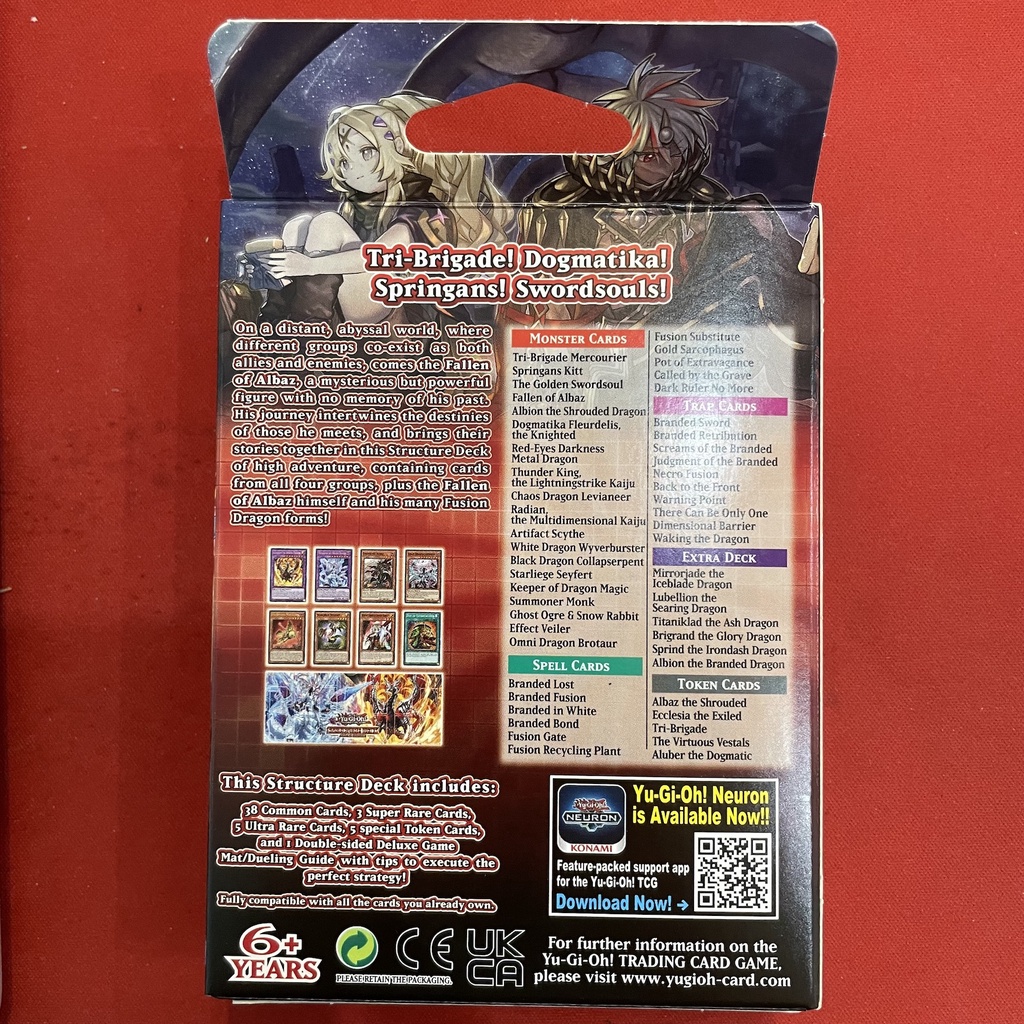 Tri-Brigade! Dogmatika!
Springans! Swordsouls!
On a distant, abyssal world, where
different groups co-exist as both
allies and enemies, comes the Fallen
of Albaz, a mysterious but powerful
figure with no memory of his past.
His journey intertwines the destinies
of those he meets, and brings their
stories together in this Structure Deck
of high adventure, containing cards
from all four groups, plus the Fallen
of Albaz himself and his many Fusion
Dragon forms!
MONSTER CARDS
Tri-Brigade Mercourier
Springans Kitt
The Golden Swordsoul
Fallen of Albaz
Albion the Shrouded Dragon
Dogmatika Fleurdelis,
the Knighted
Red-Eyes Darkness
Metal Dragon
Thunder King,
the Lightningstrike Kaiju
Chaos Dragon Levianeer
Radian,
the Multidimensional Kaiju
Artifact Scythe
White Dragon Wyverburster
Black Dragon Collapserpent
Starliege Seyfert
Keeper of Dragon Magic
Summoner Monk
Ghost Ogre & Snow Rabbit
Effect Veiler
Omni Dragon Brotaur
SPELL CARDS
Branded Lost
Branded Fusion
Branded in White
Branded Bond
Fusion Gate
Fusion Recycling Plant
Fusion Substitute
Gold Sarcophagus
Pot of Extravagance
Called by the Grave
Dark Ruler No More
TRAP CARDS
Branded Sword
Branded Retribution
Screams of the Branded
Judgment of the Branded
Necro Fusion
Back to the Front
Warning Point
There Can Be Only One
Dimensional Barrier
Waking the Dragon
EXTRA DECK
Mirrorjade the
Iceblade Dragon
Lubellion the
Searing Dragon
Titaniklad the Ash Dragon
Brigrand the Glory Dragon
Sprind the Irondash Dragon
Albion the Branded Dragon
TOKEN CARDS
Albaz the Shrouded
Ecclesia the Exiled
Tri-Brigade
The Virtuous Vestals
Aluber the Dogmatic
Yu-Gi-Oh!
This Structure Deck includes:
38 Common Cards, 3 Super Rare Cards,
5 Ultra Rare Cards, 5 special Token Cards,
and 1 Double-sided Deluxe Game
Mat/Dueling Guide with tips to execute the
perfect strategy!
Fully compatible with all the cards you already own.
Yu-Gi-Oh!
NEURON
KONAMI
Yu-Gi-Oh! Neuron
is Available Now!!
Feature-packed support app
for the Yu-Gi-Oh! TCG
Download Now! →
6+
YEARS
PLEASE RETAIN THE PACKAGING.
CE
UK
CA
For further information on the
Yu-Gi-Oh! TRADING CARD GAME,
please visit www.yugioh-card.com